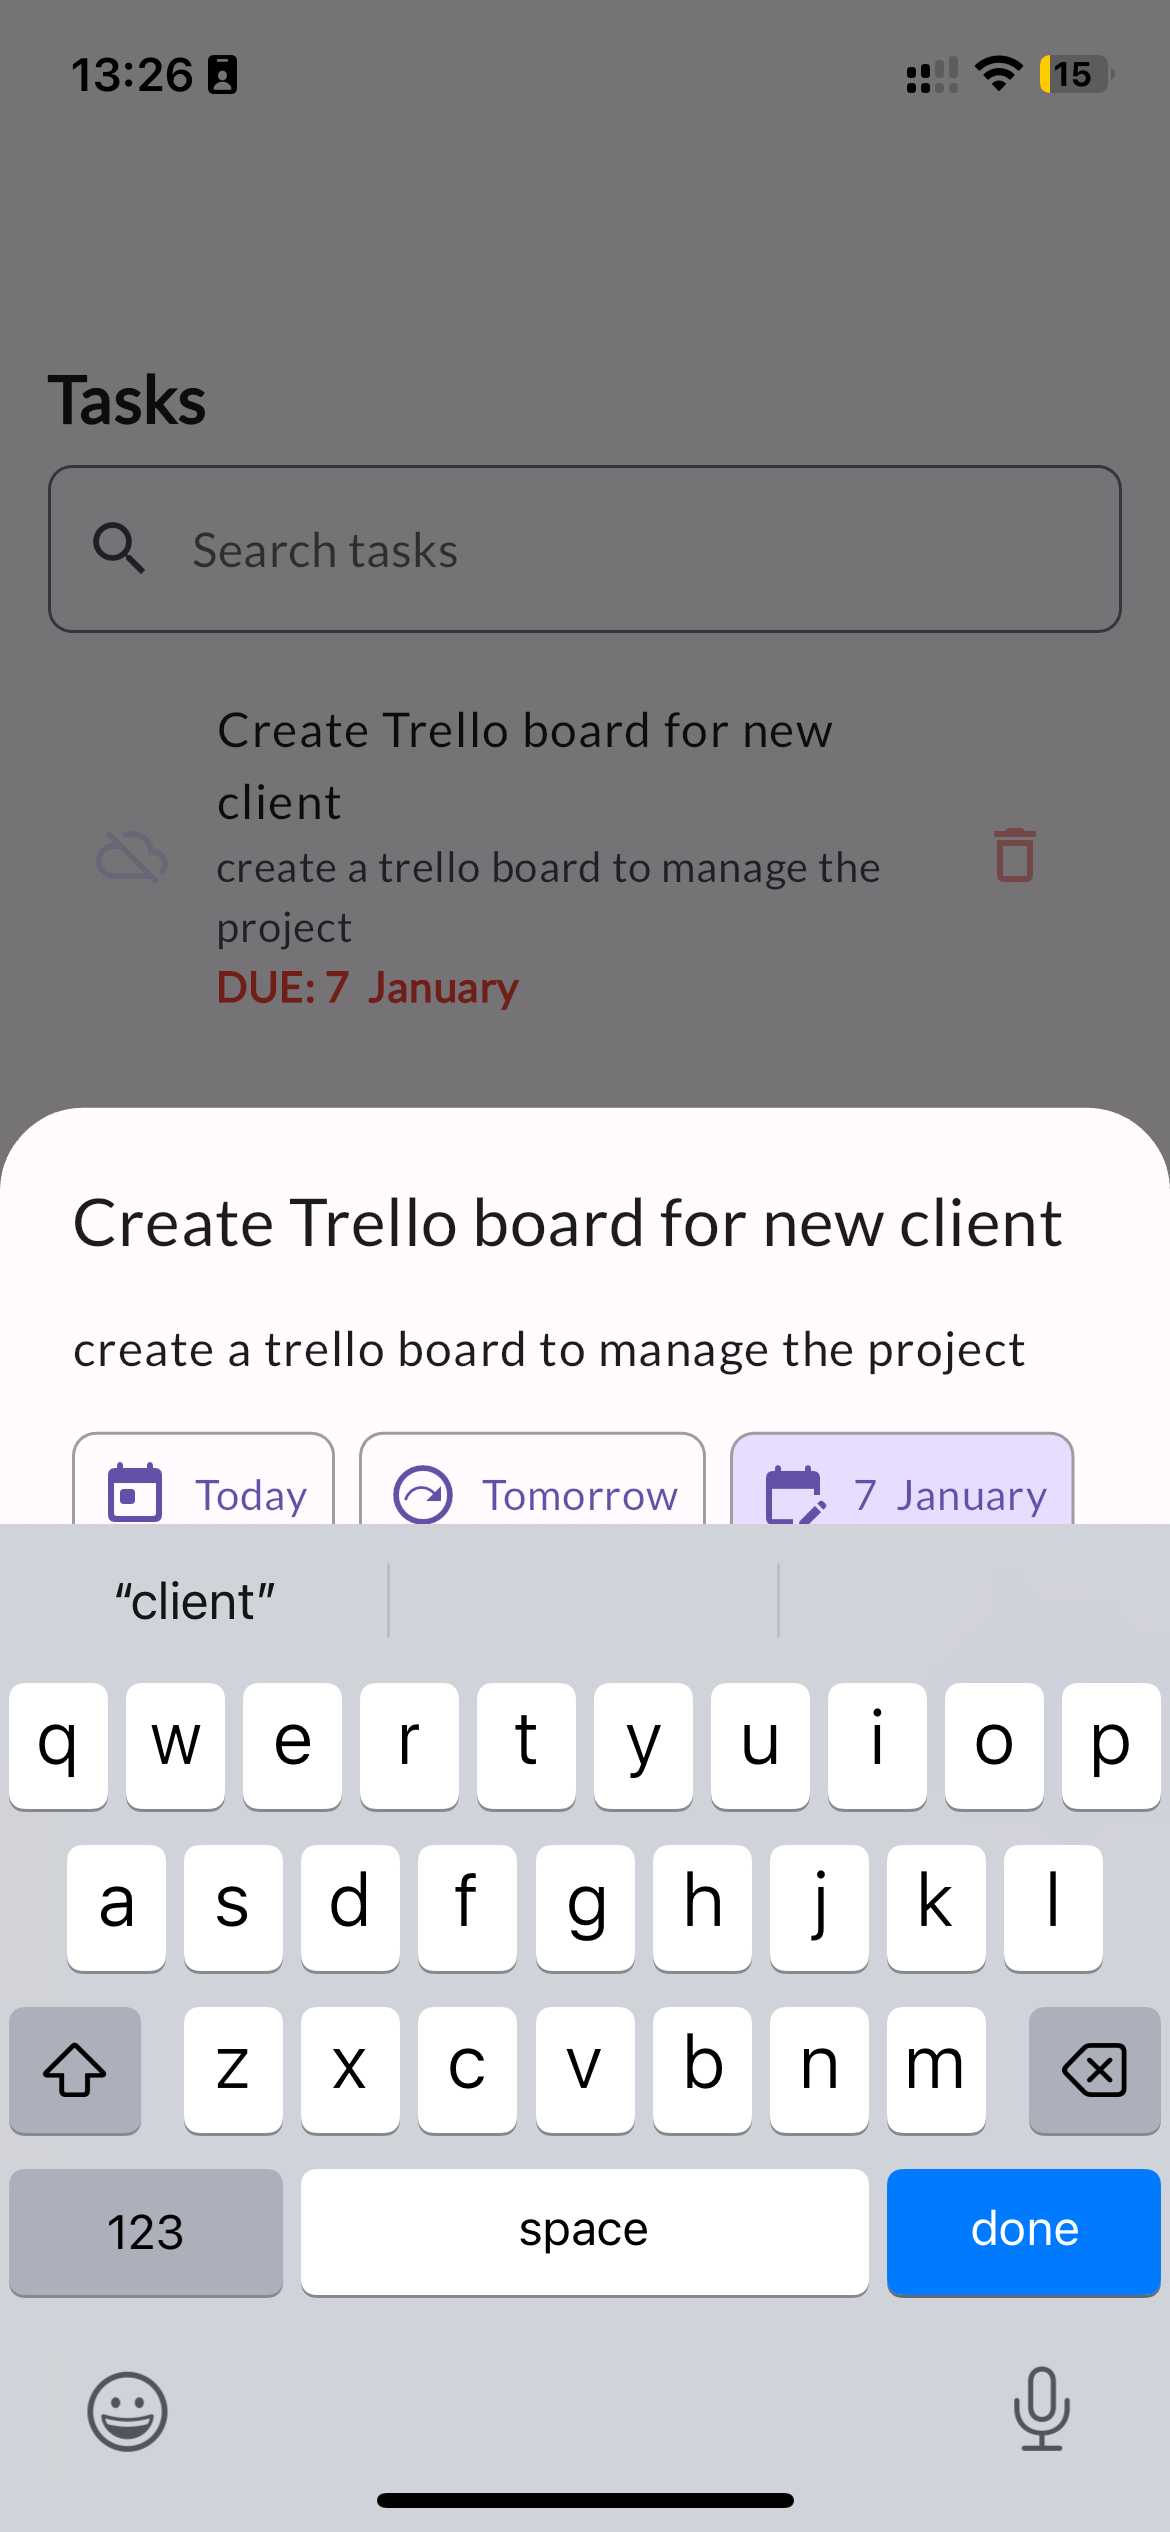 13:26
15
Tasks
Search tasks
Create Trello board for new
client
create a trello board to manage the
project
DUE: 7 January
Create Trello board for new client
create a trello board to manage the project
Today Tomorrow 7 January
“client”
q w e r t y u i o p
a s d f g h j k l
z x c v b n m
123 space done